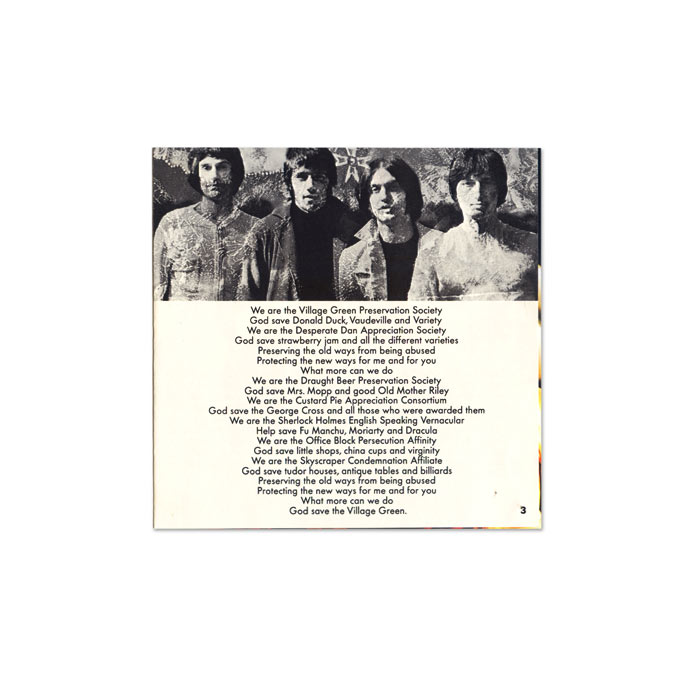 We are the Village Green Preservation Society
God save Donald Duck, Vaudeville and Variety
We are the Desperate Dan Appreciation Society
God save strawberry jam and all the different varieties
Preserving the old ways from being abused
Protecting the new ways for me and for you
What more can we do
We are the Draught Beer Preservation Society
God save Mrs. Mopp and good Old Mother Riley
We are the Custard Pie Appreciation Consortium
God save the George Cross and all those who were awarded them
We are the Sherlock Holmes English Speaking Vernacular
Help save Fu Manchu, Moriarty and Dracula
We are the Office Block Persecution Affinity
God save little shops, china cups and virginity
We are the Skyscraper Condemnation Affiliate
God save tudor houses, antique tables and billiards
Preserving the old ways from being abused
Protecting the new ways for me and for you
What more can we do
God save the Village Green.
3